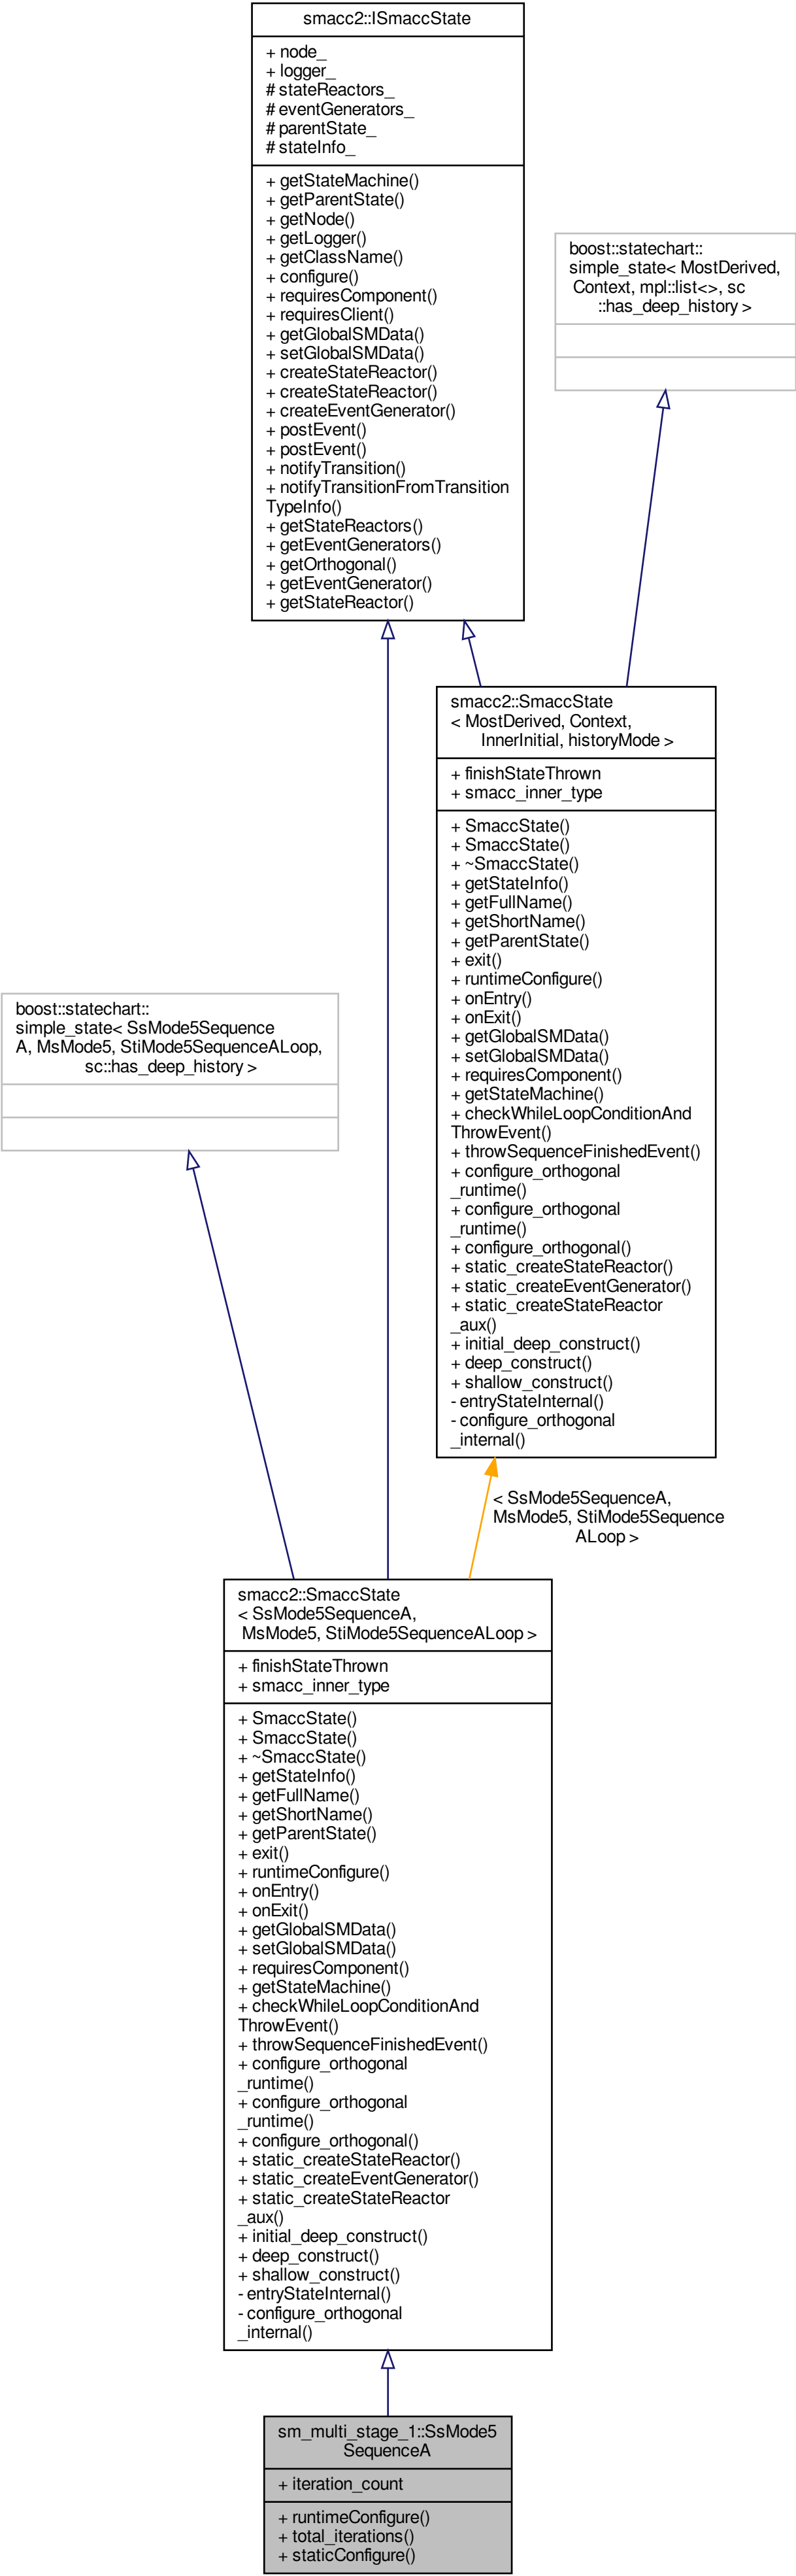 smacc2::ISmaccState
+ node_
+ logger_
# stateReactors_
# eventGenerators_
# parentState_
# stateInfo_
+ getStateMachine()
+ getParentState()
+ getNode()
+ getLogger()
+ getClassName()
+ configure()
+ requiresComponent()
+ requiresClient()
+ getGlobalSMData()
+ setGlobalSMData()
+ createStateReactor()
+ createStateReactor()
+ createEventGenerator()
+ postEvent()
+ postEvent()
+ notifyTransition()
+ notifyTransitionFromTransition
TypeInfo()
+ getStateReactors()
+ getEventGenerators()
+ getOrthogonal()
+ getEventGenerator()
+ getStateReactor()
boost::statechart::
simple_state< MostDerived,
Context, mpl::list<>, sc
::has_deep_history >
smacc2::SmaccState
< MostDerived, Context,
InnerInitial, historyMode >
+ finishStateThrown
+ smacc_inner_type
+ SmaccState()
+ SmaccState()
+ ~SmaccState()
+ getStateInfo()
+ getFullName()
+ getShortName()
+ getParentState()
+ exit()
+ runtimeConfigure()
+ onEntry()
+ onExit()
+ getGlobalSMData()
+ setGlobalSMData()
+ requiresComponent()
+ getStateMachine()
+ checkWhileLoopConditionAnd
ThrowEvent()
+ throwSequenceFinishedEvent()
+ configure_orthogonal
_runtime()
+ configure_orthogonal
_runtime()
+ configure_orthogonal()
+ static_createStateReactor()
+ static_createEventGenerator()
+ static_createStateReactor
_aux()
+ initial_deep_construct()
+ deep_construct()
+ shallow_construct()
- entryStateInternal()
- configure_orthogonal
_internal()
boost::statechart::
simple_state< SsMode5Sequence
A, MsMode5, StiMode5SequenceALoop,
sc::has_deep_history >
< SsMode5SequenceA,
MsMode5, StiMode5Sequence
ALoop >
smacc2::SmaccState
< SsMode5SequenceA,
MsMode5, StiMode5SequenceALoop >
+ finishStateThrown
+ smacc_inner_type
+ SmaccState()
+ SmaccState()
+ ~SmaccState()
+ getStateInfo()
+ getFullName()
+ getShortName()
+ getParentState()
+ exit()
+ runtimeConfigure()
+ onEntry()
+ onExit()
+ getGlobalSMData()
+ setGlobalSMData()
+ requiresComponent()
+ getStateMachine()
+ checkWhileLoopConditionAnd
ThrowEvent()
+ throwSequenceFinishedEvent()
+ configure_orthogonal
_runtime()
+ configure_orthogonal
_runtime()
+ configure_orthogonal()
+ static_createStateReactor()
+ static_createEventGenerator()
+ static_createStateReactor
_aux()
+ initial_deep_construct()
+ deep_construct()
+ shallow_construct()
- entryStateInternal()
- configure_orthogonal
_internal()
sm_multi_stage_1::SsMode5
SequenceA
+ iteration_count
+ runtimeConfigure()
+ total_iterations()
+ staticConfigure()